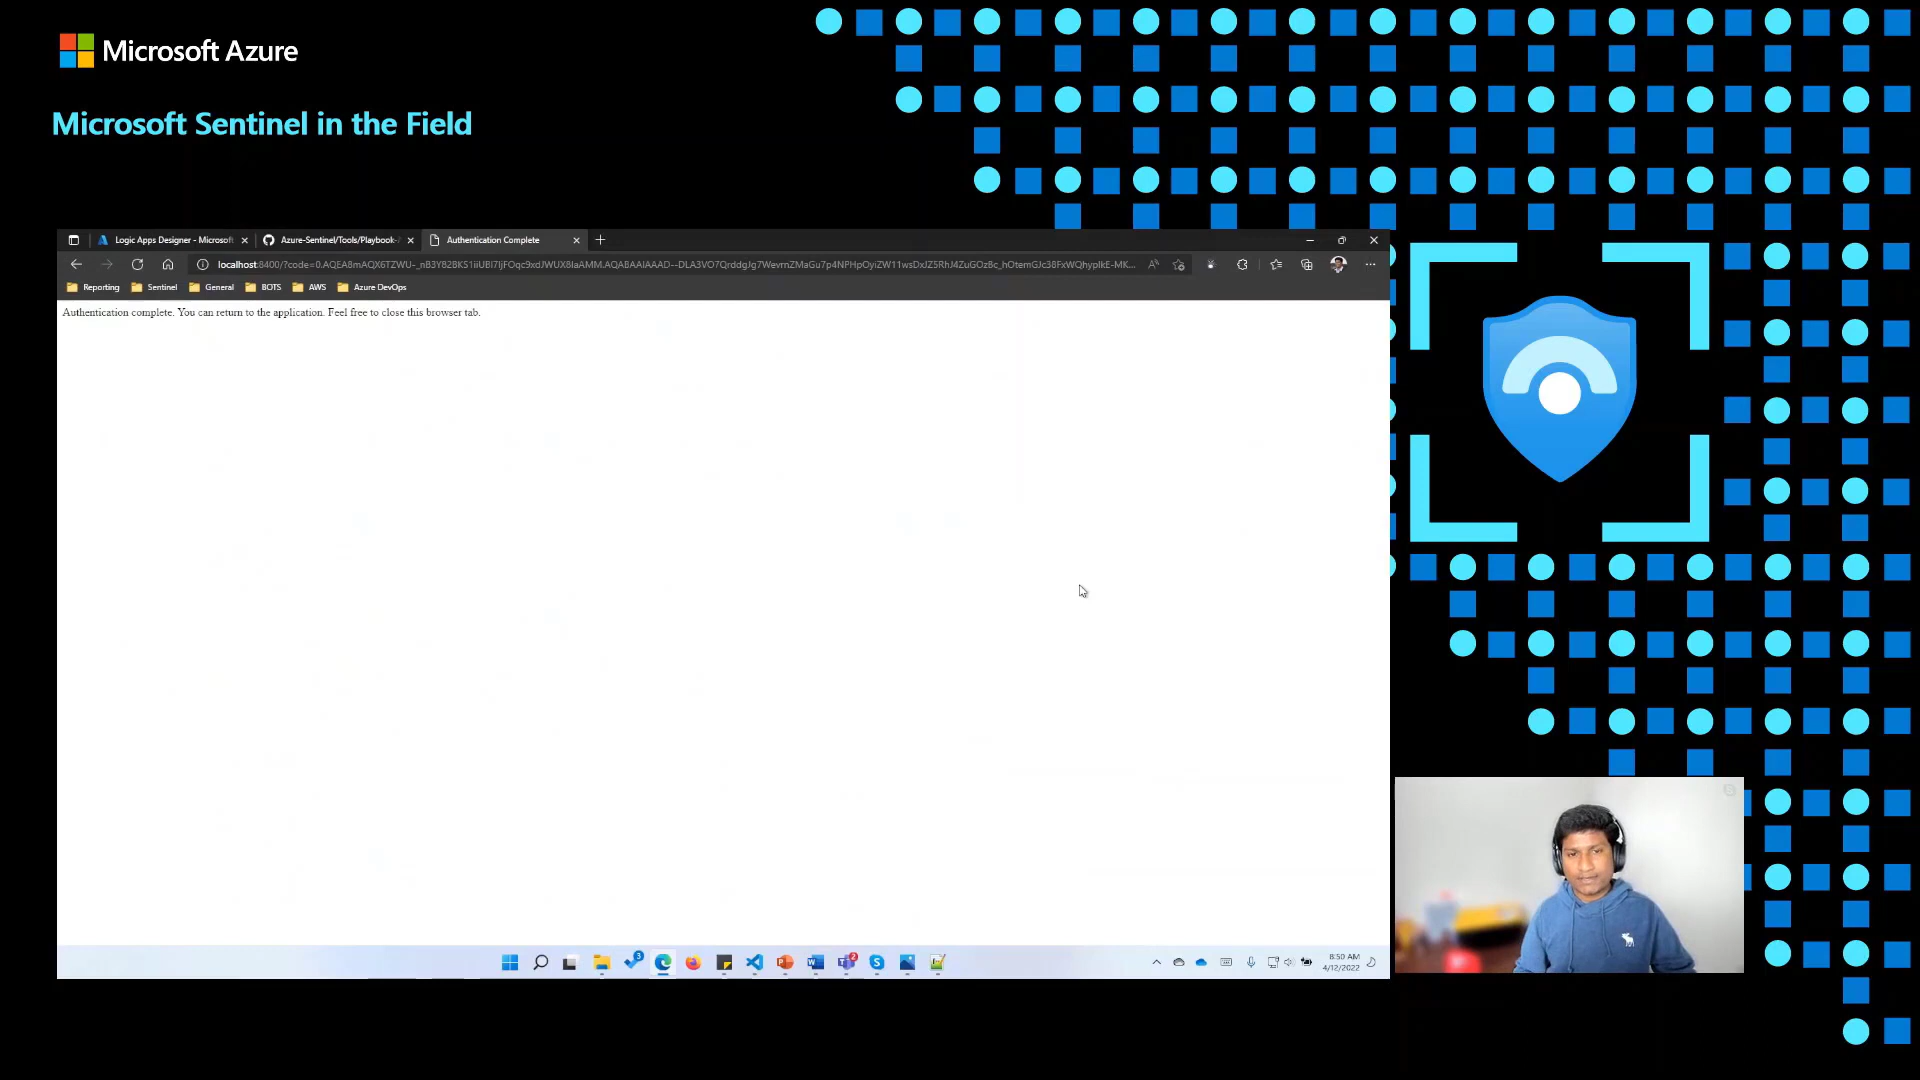 Microsoft Azure
Microsoft Sentinel in the Field
Logic Apps Designer - Microsoft
Azure-Sentinel/Tools/Playbook-
Authentication Complete
Reporting
Sentinel
General
BOTS
AWS
Azure DevOps
Authentication complete. You can return to the application. Feel free to close this browser tab.
3
2
8:50 AM
4/12/2022